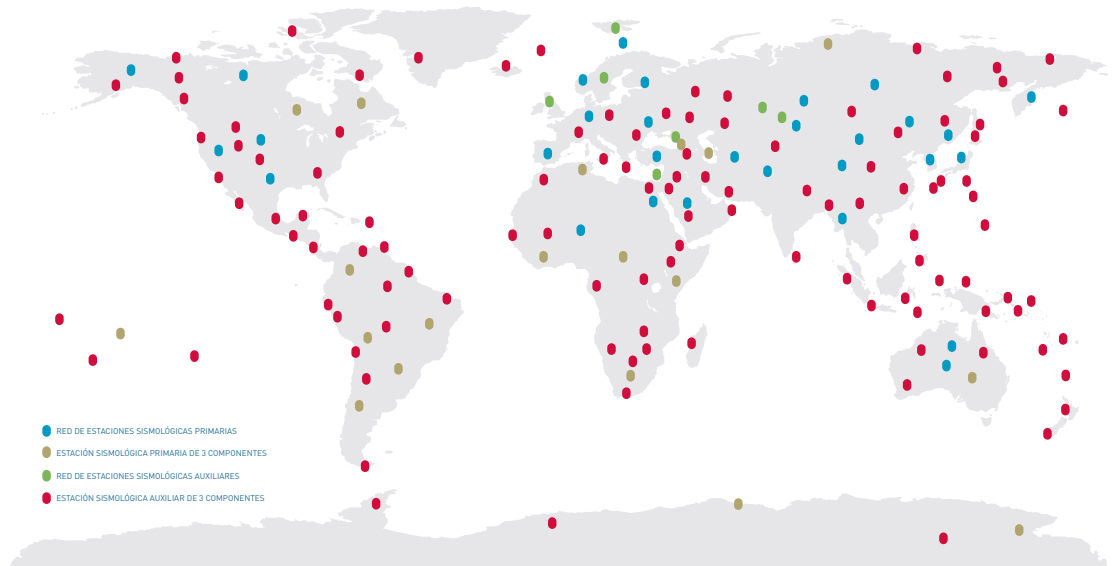 RED DE ESTACIONES SISMOLÓGICAS PRIMARIAS
ESTACIÓN SISMOLÓGICA PRIMARIA DE 3 COMPONENTES
RED DE ESTACIONES SISMOLÓGICAS AUXILIARES
ESTACIÓN SISMOLÓGICA AUXILIAR DE 3 COMPONENTES